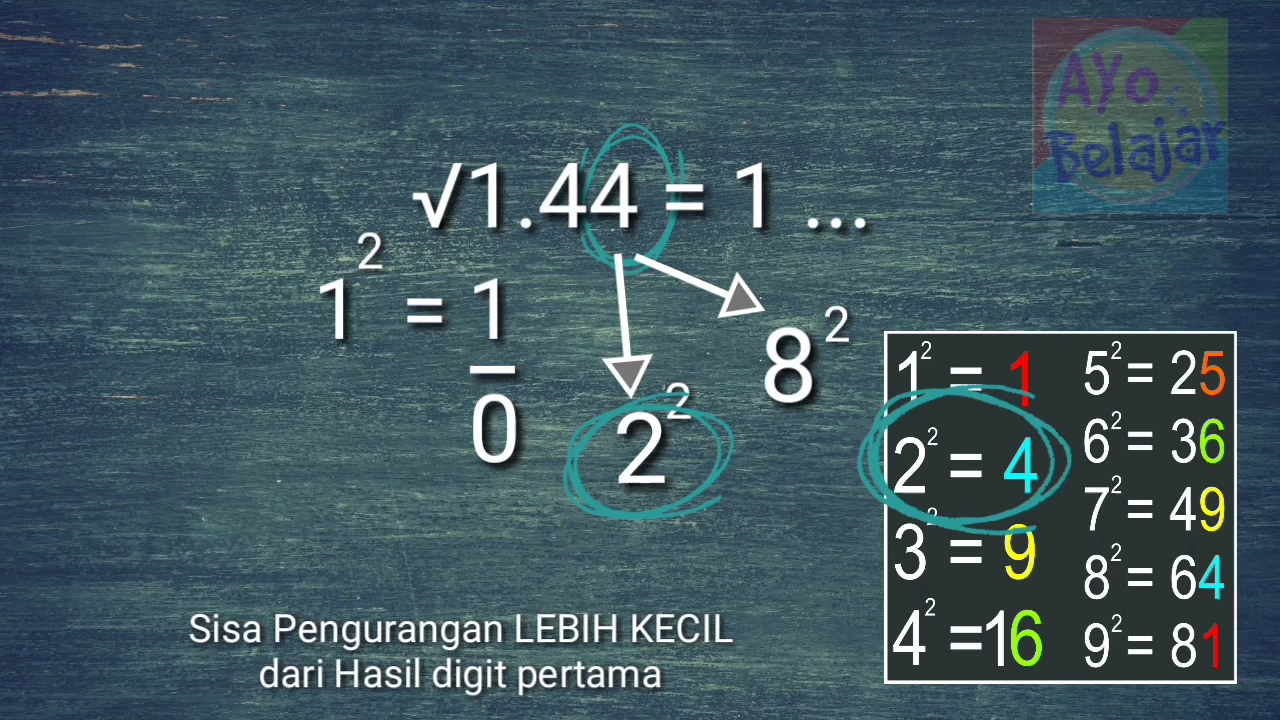 AYo
Belajar
√1.44 = 1 ...
1² = 1
0
2²
8²
1² = 1
2² = 4
3² = 9
4² =16
5² = 25
6² = 36
7² = 49
8² = 64
9² = 81
Sisa Pengurangan LEBIH KECIL
dari Hasil digit pertama